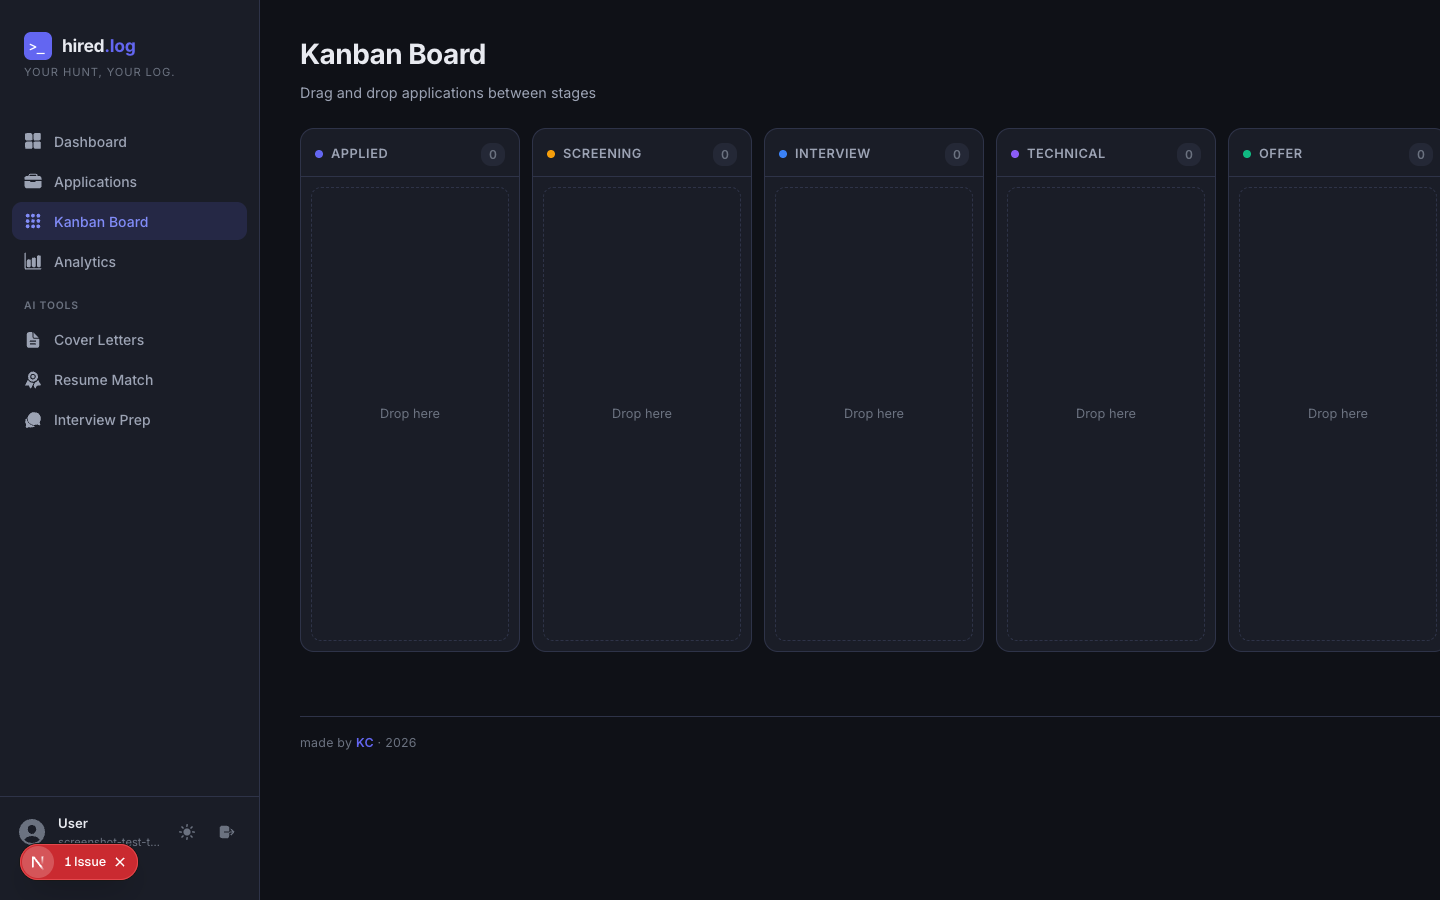 >_ hired.log
YOUR HUNT, YOUR LOG.
Dashboard
Applications
Kanban Board
Analytics
AI TOOLS
Cover Letters
Resume Match
Interview Prep
User
screenshot-test-t...
N 1 Issue
Kanban Board
Drag and drop applications between stages
APPLIED 0
SCREENING 0
INTERVIEW 0
TECHNICAL 0
OFFER 0
Drop here
Drop here
Drop here
Drop here
Drop here
made by KC · 2026